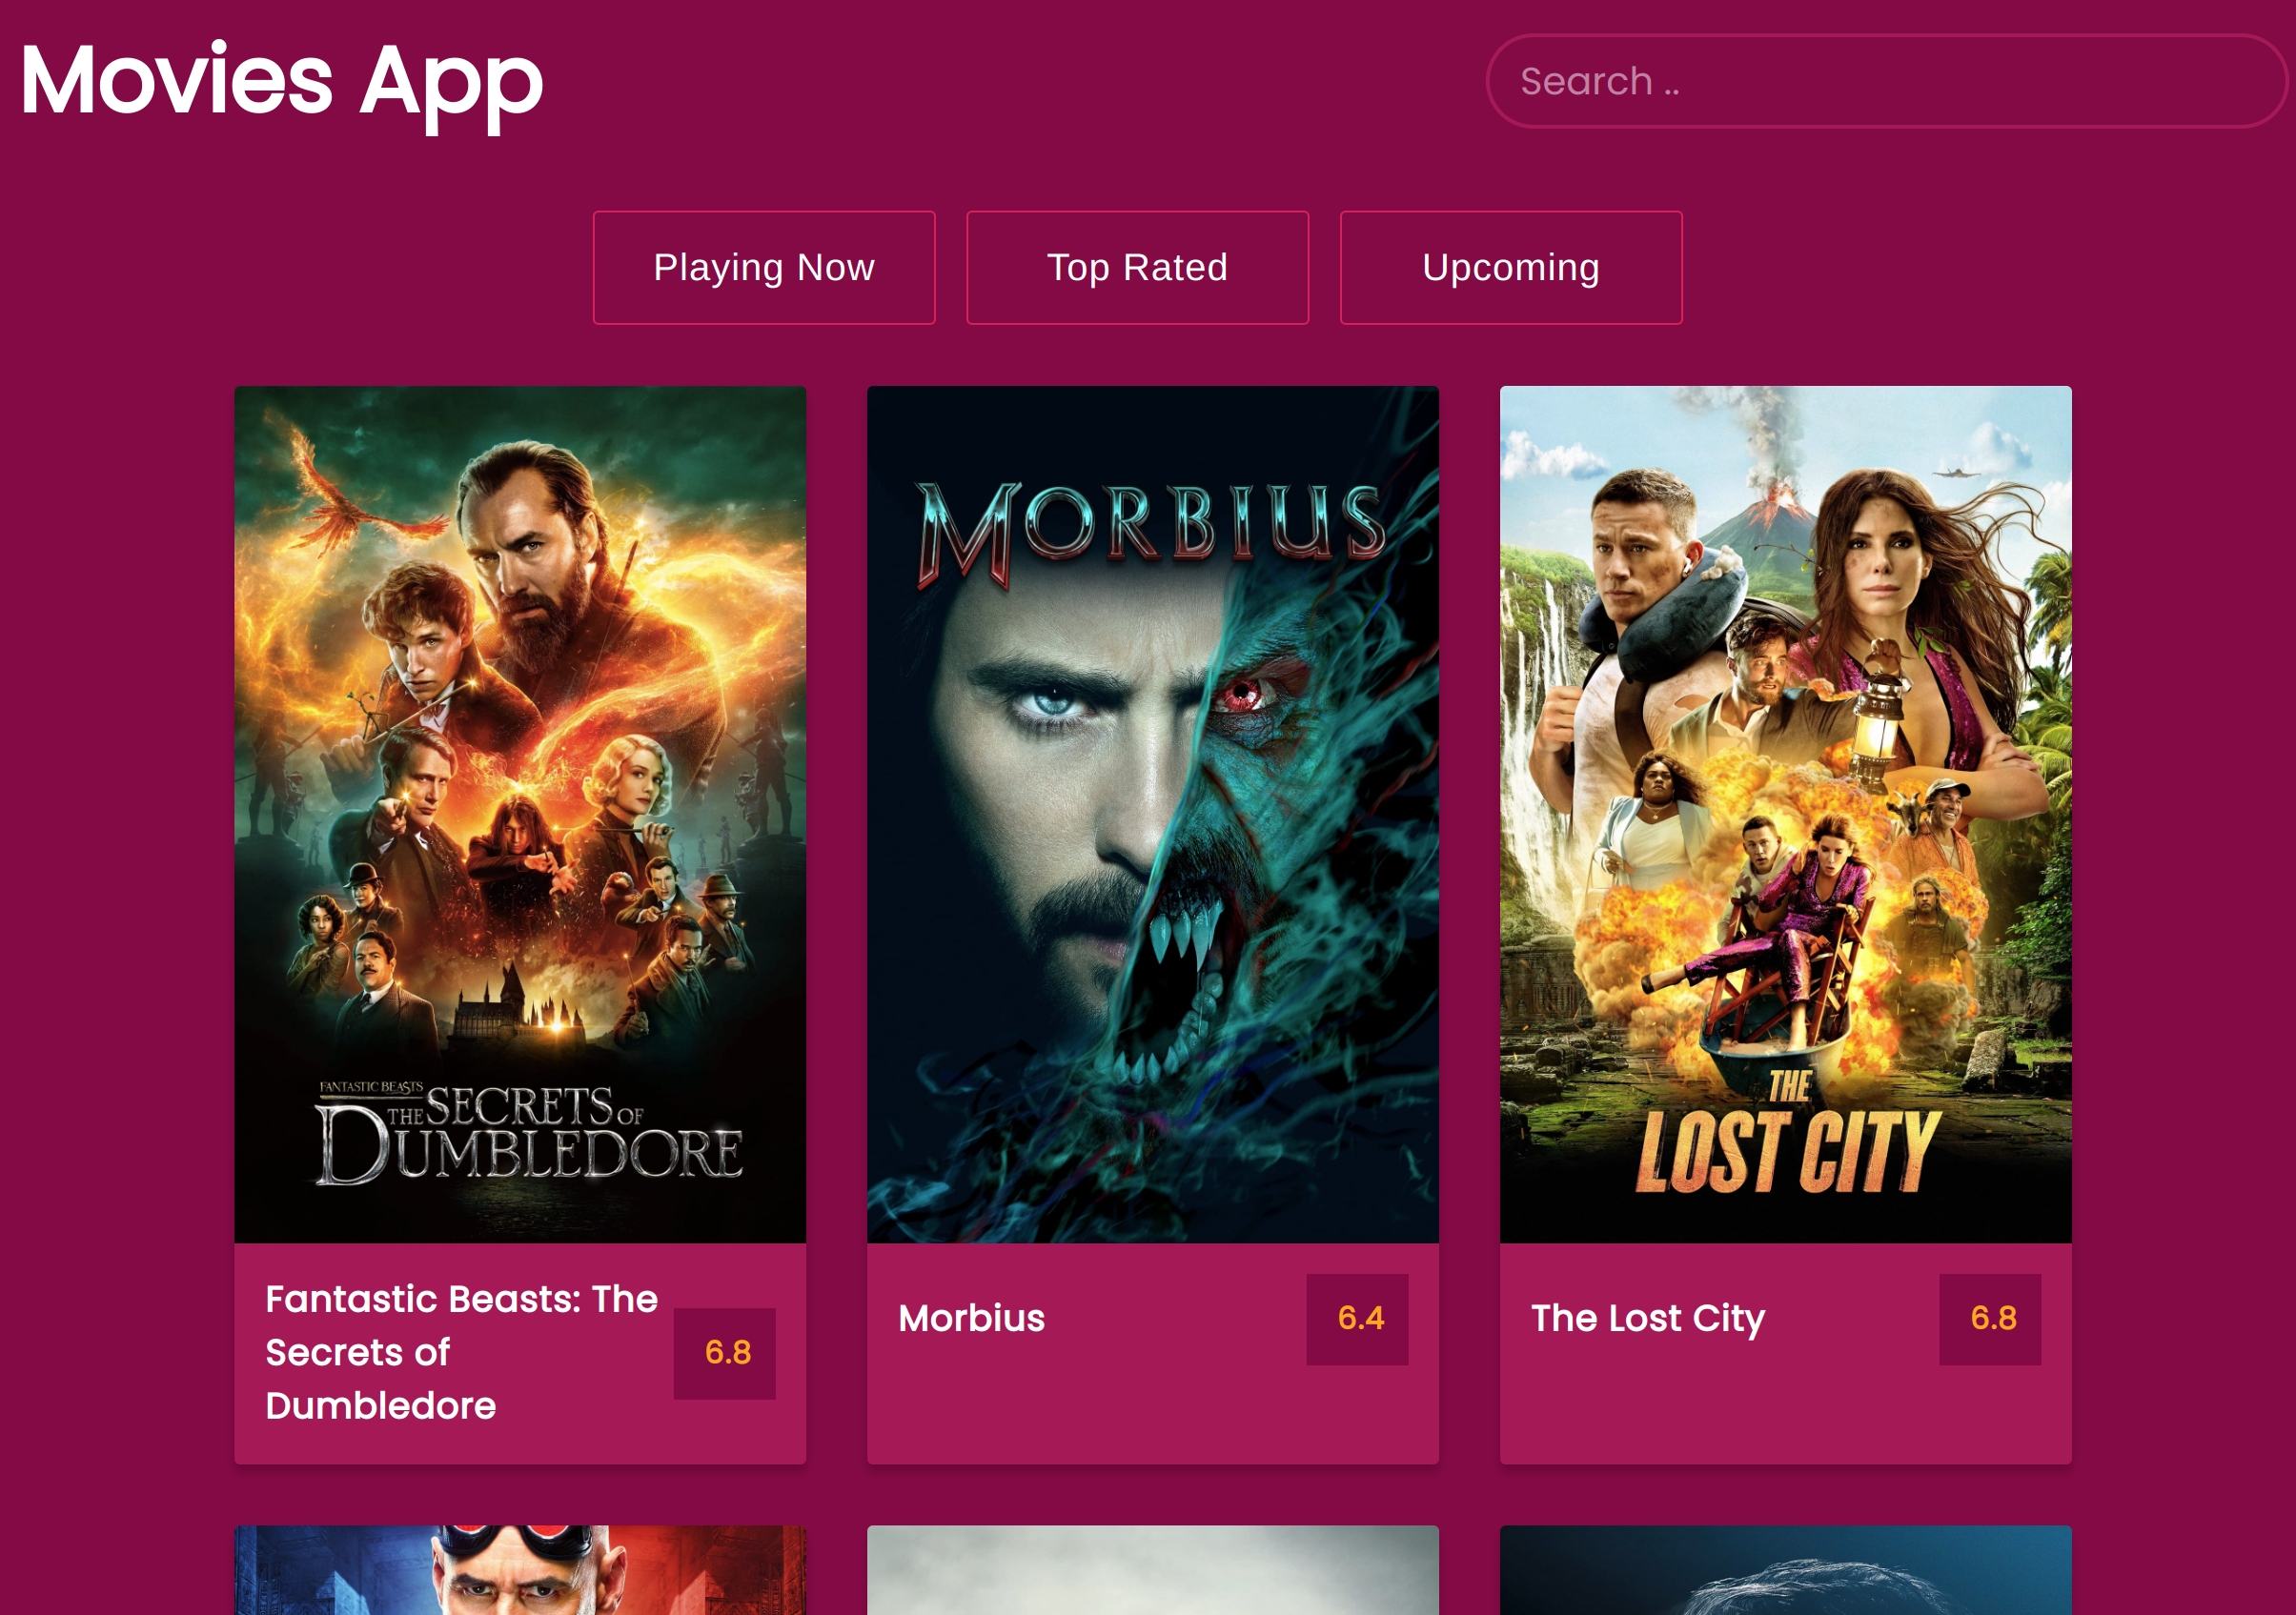 Movies App
Search ..
Playing Now
Top Rated
Upcoming
FANTASTIC BEASTS
THE SECRETS OF
DUMBLEDORE
MORBIUS
THE
LOST CITY
Fantastic Beasts: The
Secrets of
Dumbledore
6.8
Morbius
6.4
The Lost City
6.8